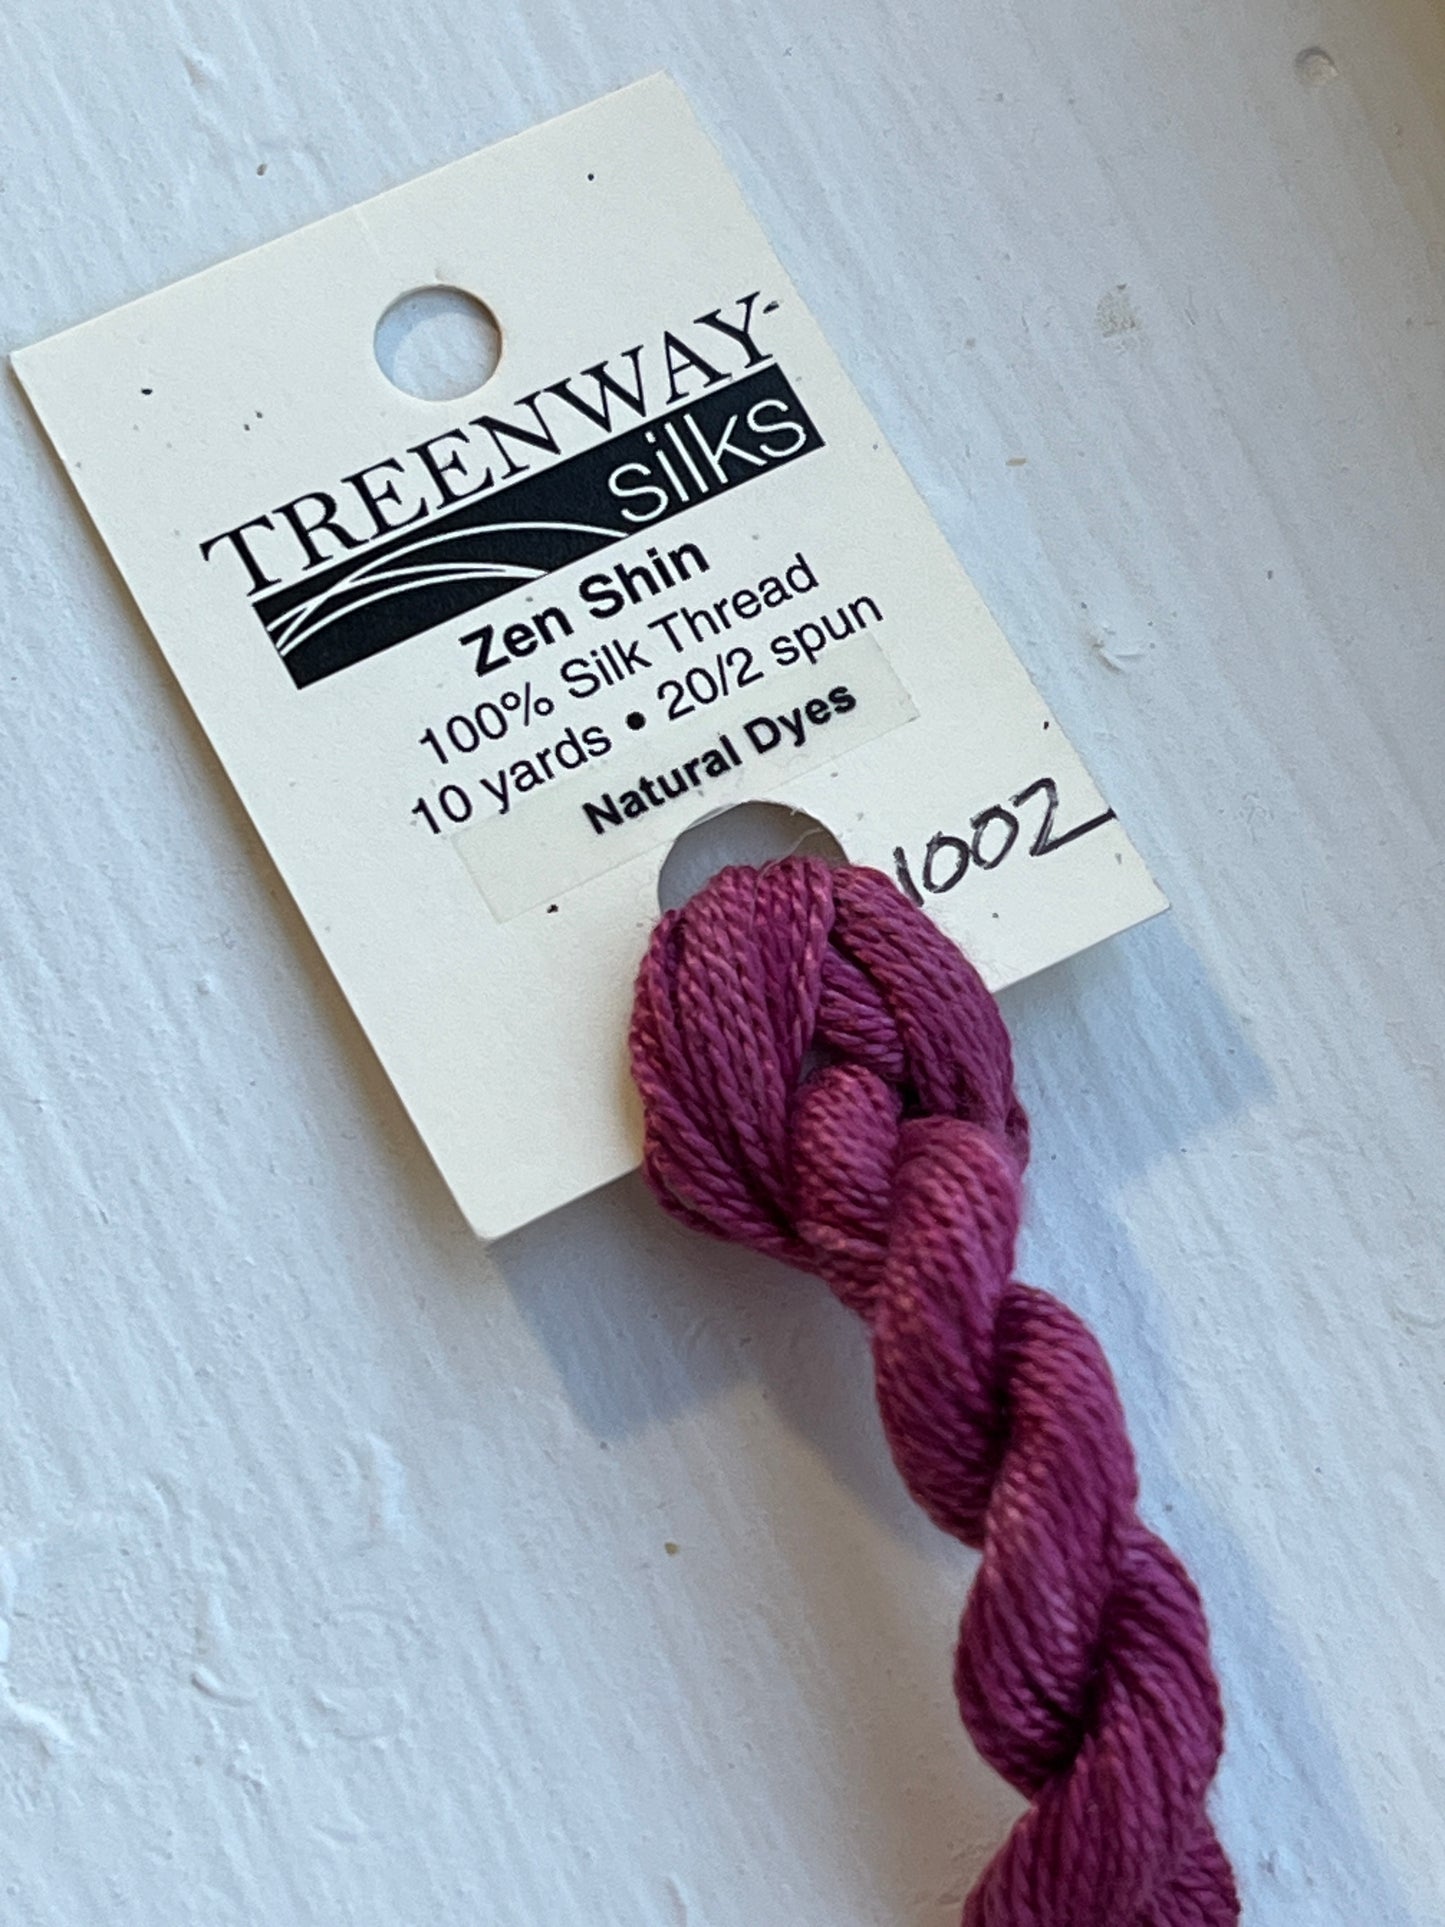 TREENWAY
silks
Zen Shin
100% Silk Thread
10 yards • 20/2 spun
Natural Dyes
1002